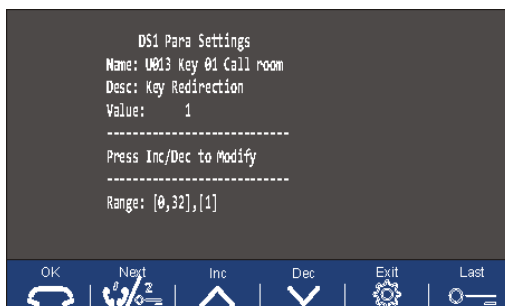 DS1 Para Settings
Name: U013 Key 01 Call room
Desc: Key Redirection
Value: 1
----------------------------
Press Inc/Dec to Modify
----------------------------
Range: [0,32],[1]
OK Next Inc Dec Exit Last
2